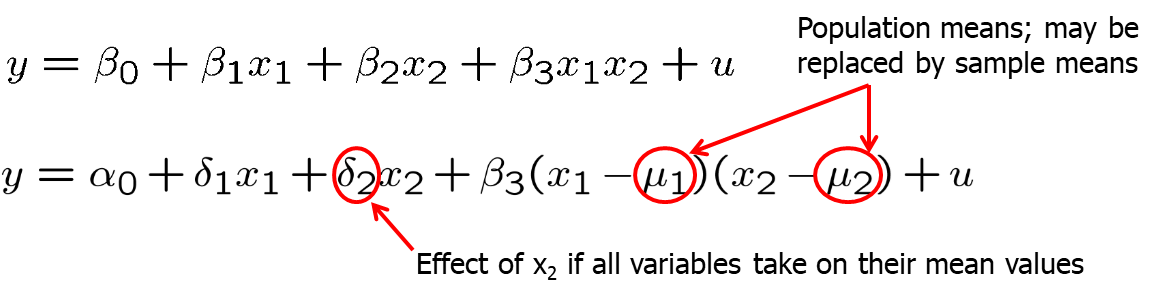 Population means; may be
replaced by sample means
y = β₀ + β₁x₁ + β₂x₂ + β₃x₁x₂ + u
y = α₀ + δ₁x₁ + δ₂x₂ + β₃(x₁ − μ₁)(x₂ − μ₂) + u
Effect of x₂ if all variables take on their mean values